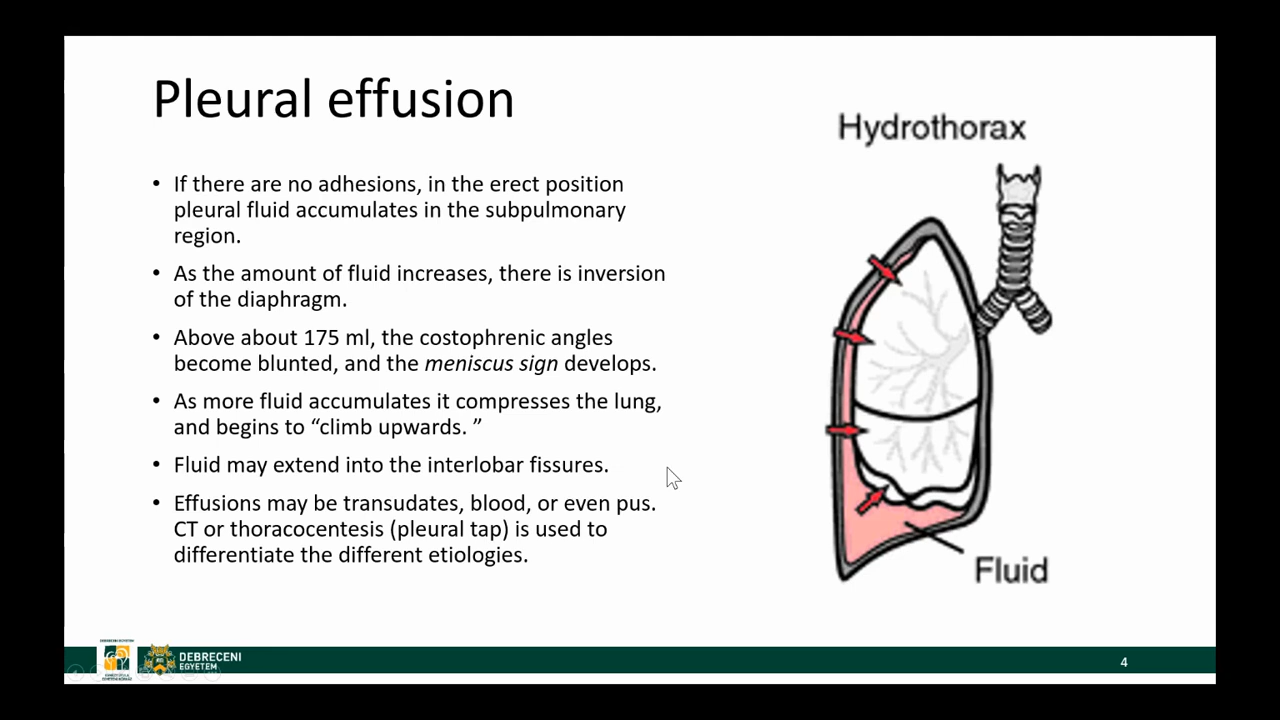 Pleural effusion
Hydrothorax
• If there are no adhesions, in the erect position
pleural fluid accumulates in the subpulmonary
region.
• As the amount of fluid increases, there is inversion
of the diaphragm.
• Above about 175 ml, the costophrenic angles
become blunted, and the meniscus sign develops.
• As more fluid accumulates it compresses the lung,
and begins to “climb upwards. ”
• Fluid may extend into the interlobar fissures.
• Effusions may be transudates, blood, or even pus.
CT or thoracocentesis (pleural tap) is used to
differentiate the different etiologies.
Fluid
DEBRECENI
EGYETEM
4